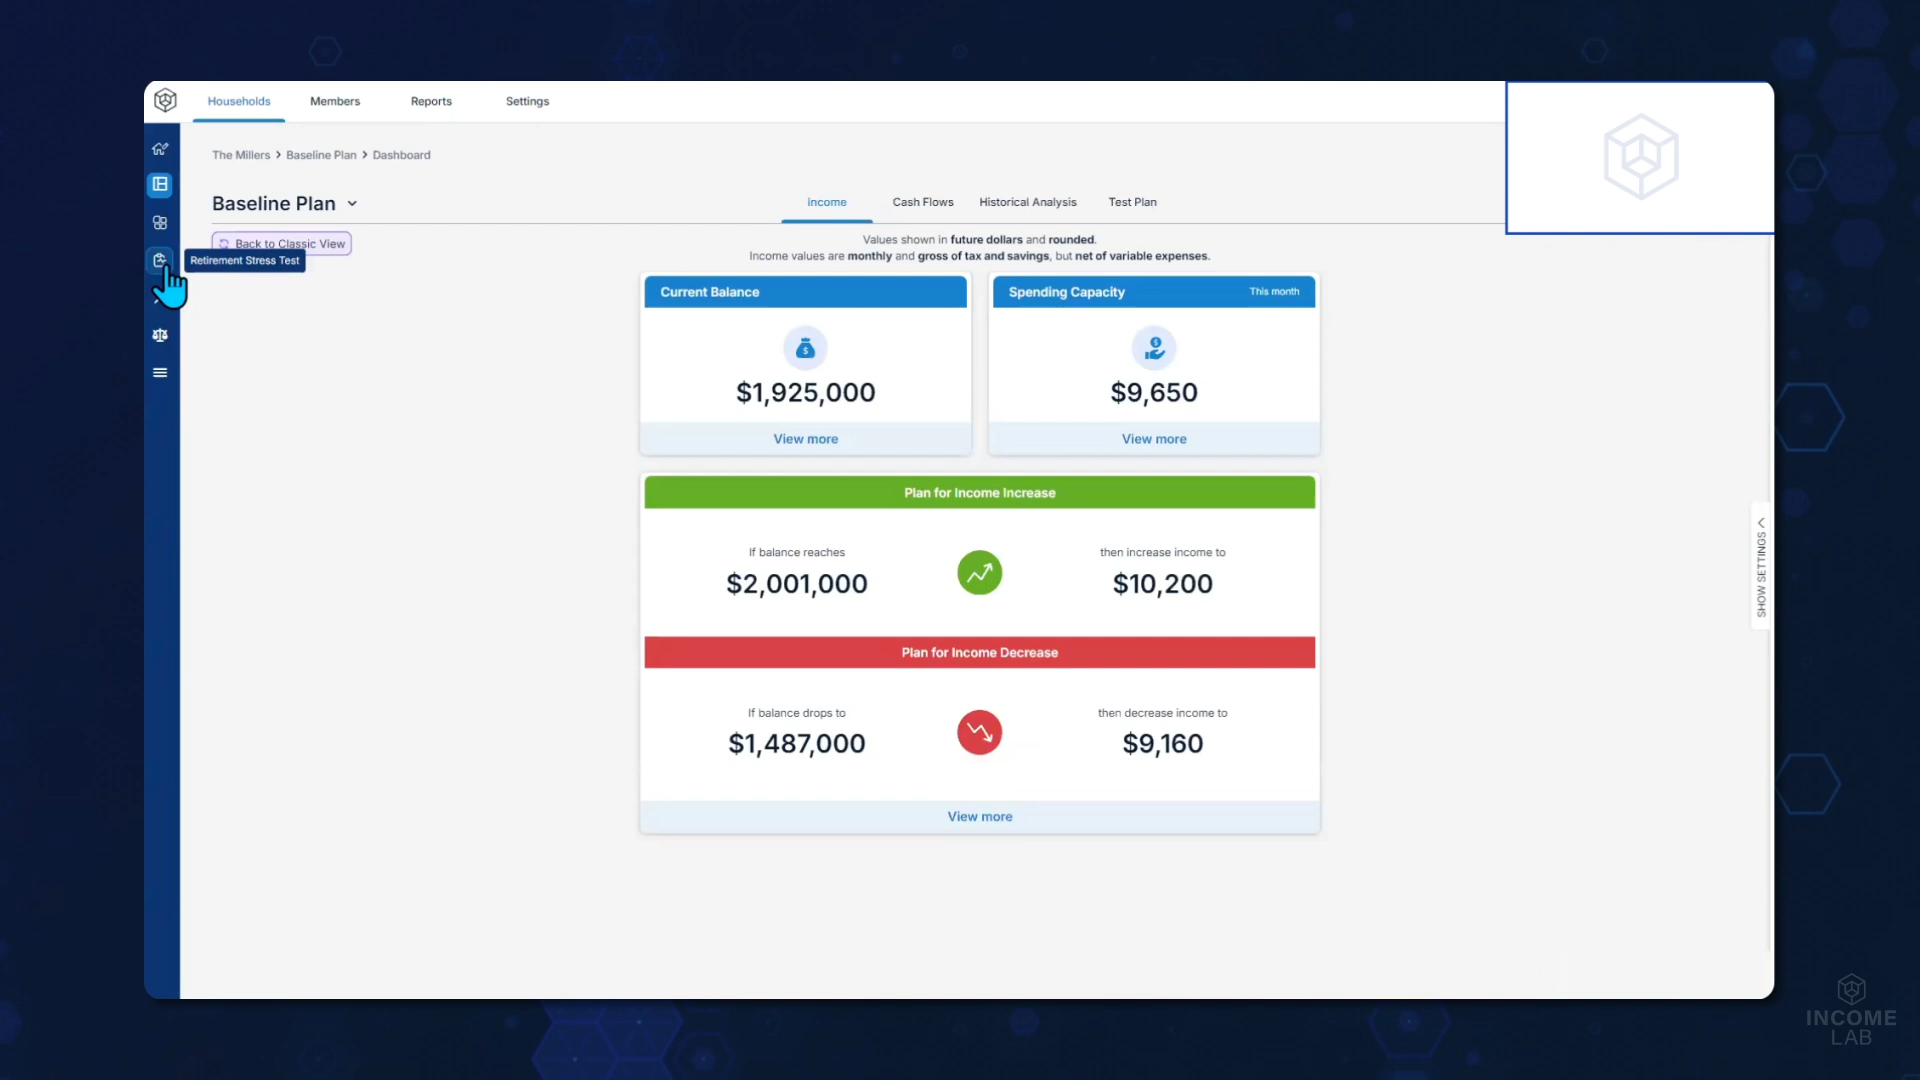 Households Members Reports Settings
The Millers > Baseline Plan > Dashboard
Baseline Plan
Income Cash Flows Historical Analysis Test Plan
Back to Classic View
Retirement Stress Test
Values shown in future dollars and rounded.
Income values are monthly and gross of tax and savings, but net of variable expenses.
Current Balance
$1,925,000
View more
Spending Capacity This month
$9,650
View more
Plan for Income Increase
If balance reaches
$2,001,000
then increase income to
$10,200
Plan for Income Decrease
If balance drops to
$1,487,000
then decrease income to
$9,160
View more
SHOW SETTINGS
INCOME
LAB